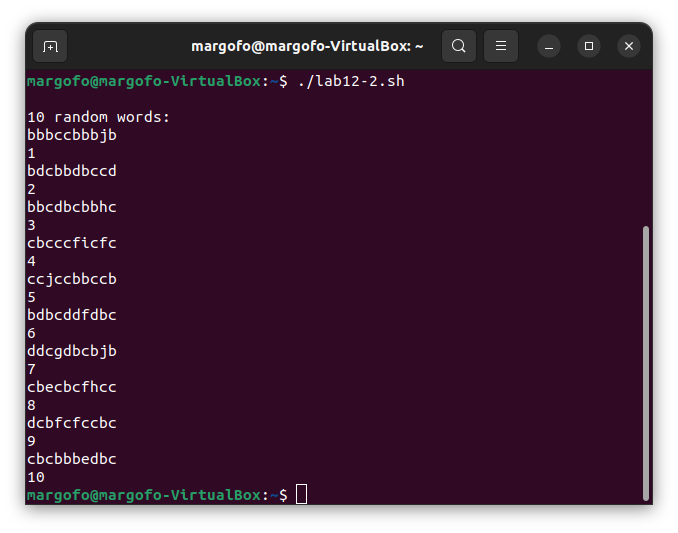 margofo@margofo-VirtualBox: ~
margofo@margofo-VirtualBox:~$ ./lab12-2.sh
10 random words:
bbbccbbbjb
1
bdcbbdbccd
2
bbcdbcbbhc
3
cbcccficfc
4
ccjccbbccb
5
bdbcddfdbc
6
ddcgdbcbjb
7
cbecbcfhcc
8
dcbfcfccbc
9
cbcbbbedbc
10
margofo@margofo-VirtualBox:~$